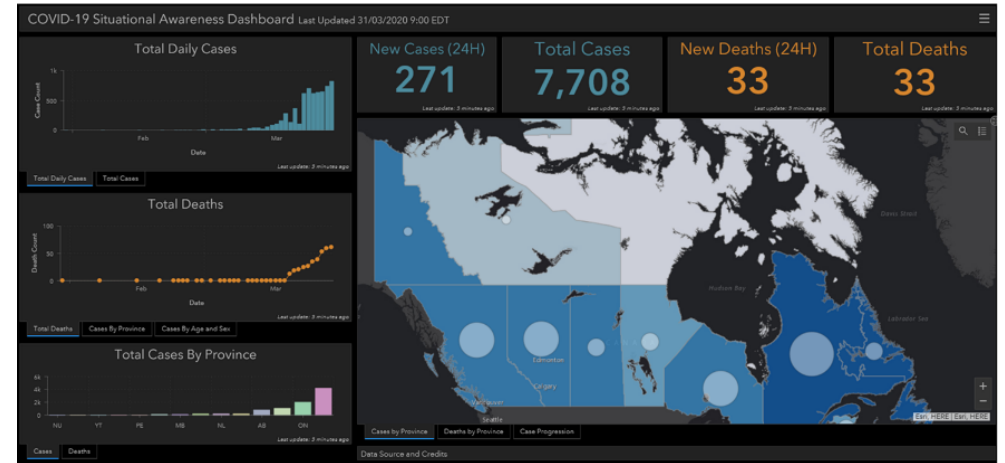 COVID-19 Situational Awareness Dashboard Last Updated 31/03/2020 9:00 EDT
Total Daily Cases
1k
500
0
Case Count
Feb
Mar
Date
Last update: 3 minutes ago
Total Daily Cases
Total Cases
Total Deaths
100
50
0
Death Count
Feb
Mar
Date
Last update: 3 minutes ago
Total Deaths
Cases By Province
Cases By Age and Sex
Total Cases By Province
6k
4k
2k
0
NU
YT
PE
MB
NL
AB
ON
Last update: 3 minutes ago
Cases
Deaths
New Cases (24H)
271
Last update: 3 minutes ago
Total Cases
7,708
Last update: 3 minutes ago
New Deaths (24H)
33
Last update: 3 minutes ago
Total Deaths
33
Last update: 3 minutes ago
Davis Strait
Hudson Bay
Labrador Sea
Edmonton
Calgary
Vancouver
Seattle
+
−
Esri, HERE | Esri, HERE
Cases by Province
Deaths by Province
Case Progression
Data Source and Credits